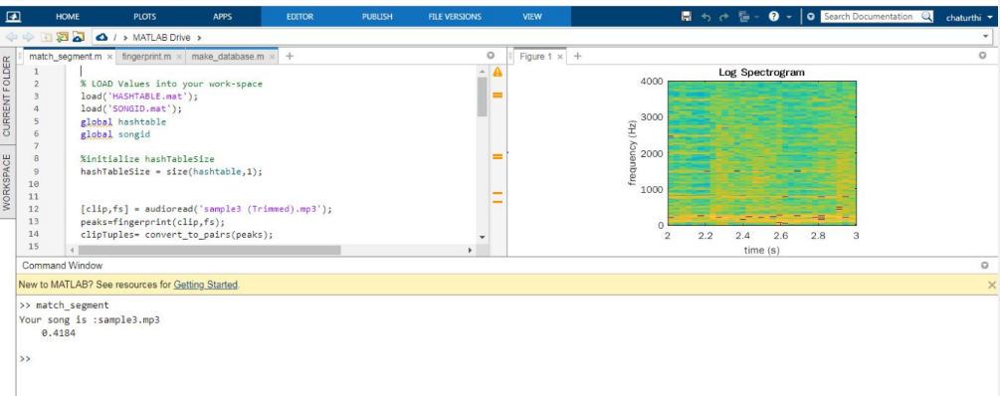 HOME PLOTS APPS EDITOR PUBLISH FILE VERSIONS VIEW Search Documentation chaturthi
/ > MATLAB Drive >
CURRENT FOLDER
WORKSPACE
match_segment.m × fingerprint.m × make_database.m × +
1
2 % LOAD Values into your work-space
3 load('HASHTABLE.mat');
4 load('SONGID.mat');
5 global hashtable
6 global songid
7
8 %initialize hashTableSize
9 hashTableSize = size(hashtable,1);
10
11
12 [clip,fs] = audioread('sample3 (Trimmed).mp3');
13 peaks=fingerprint(clip,fs);
14 clipTuples= convert_to_pairs(peaks);
15
Figure 1 × +
Log Spectrogram
frequency (Hz)
4000
3000
2000
1000
0
2 2.2 2.4 2.6 2.8 3
time (s)
Command Window
New to MATLAB? See resources for Getting Started.
>> match_segment
Your song is :sample3.mp3
0.4184
>>